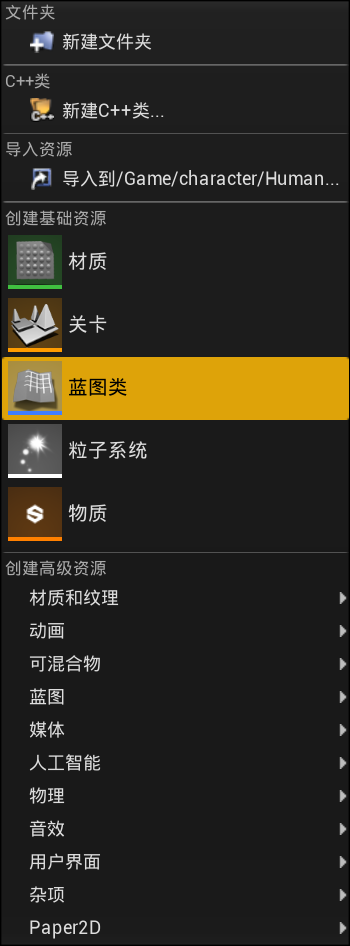 文件夹
新建文件夹
C++类
新建C++类...
导入资源
导入到/Game/character/Human...
创建基础资源
材质
关卡
蓝图类
粒子系统
物质
创建高级资源
材质和纹理
动画
可混合物
蓝图
媒体
人工智能
物理
音效
用户界面
杂项
Paper2D